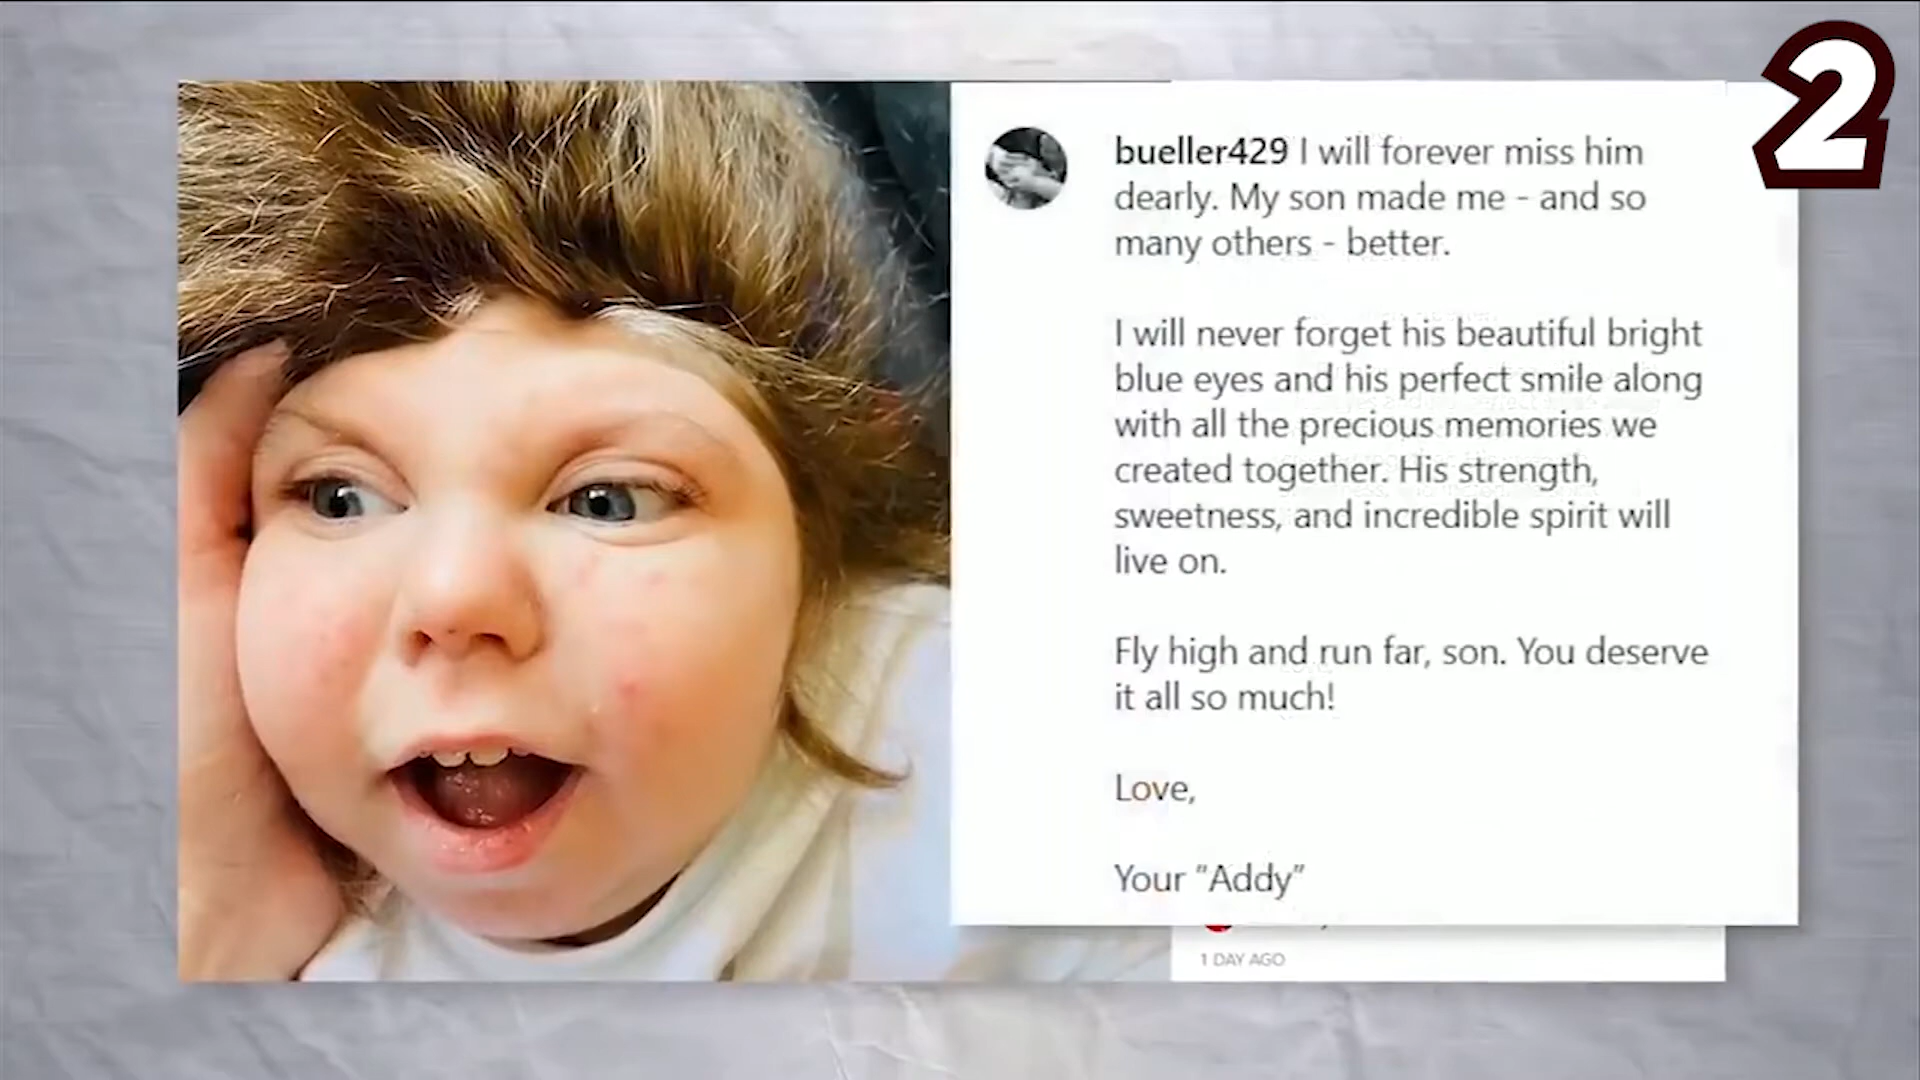 2
bueller429 I will forever miss him
dearly. My son made me - and so
many others - better.
I will never forget his beautiful bright
blue eyes and his perfect smile along
with all the precious memories we
created together. His strength,
sweetness, and incredible spirit will
live on.
Fly high and run far, son. You deserve
it all so much!
Love,
Your "Addy"
1 DAY AGO